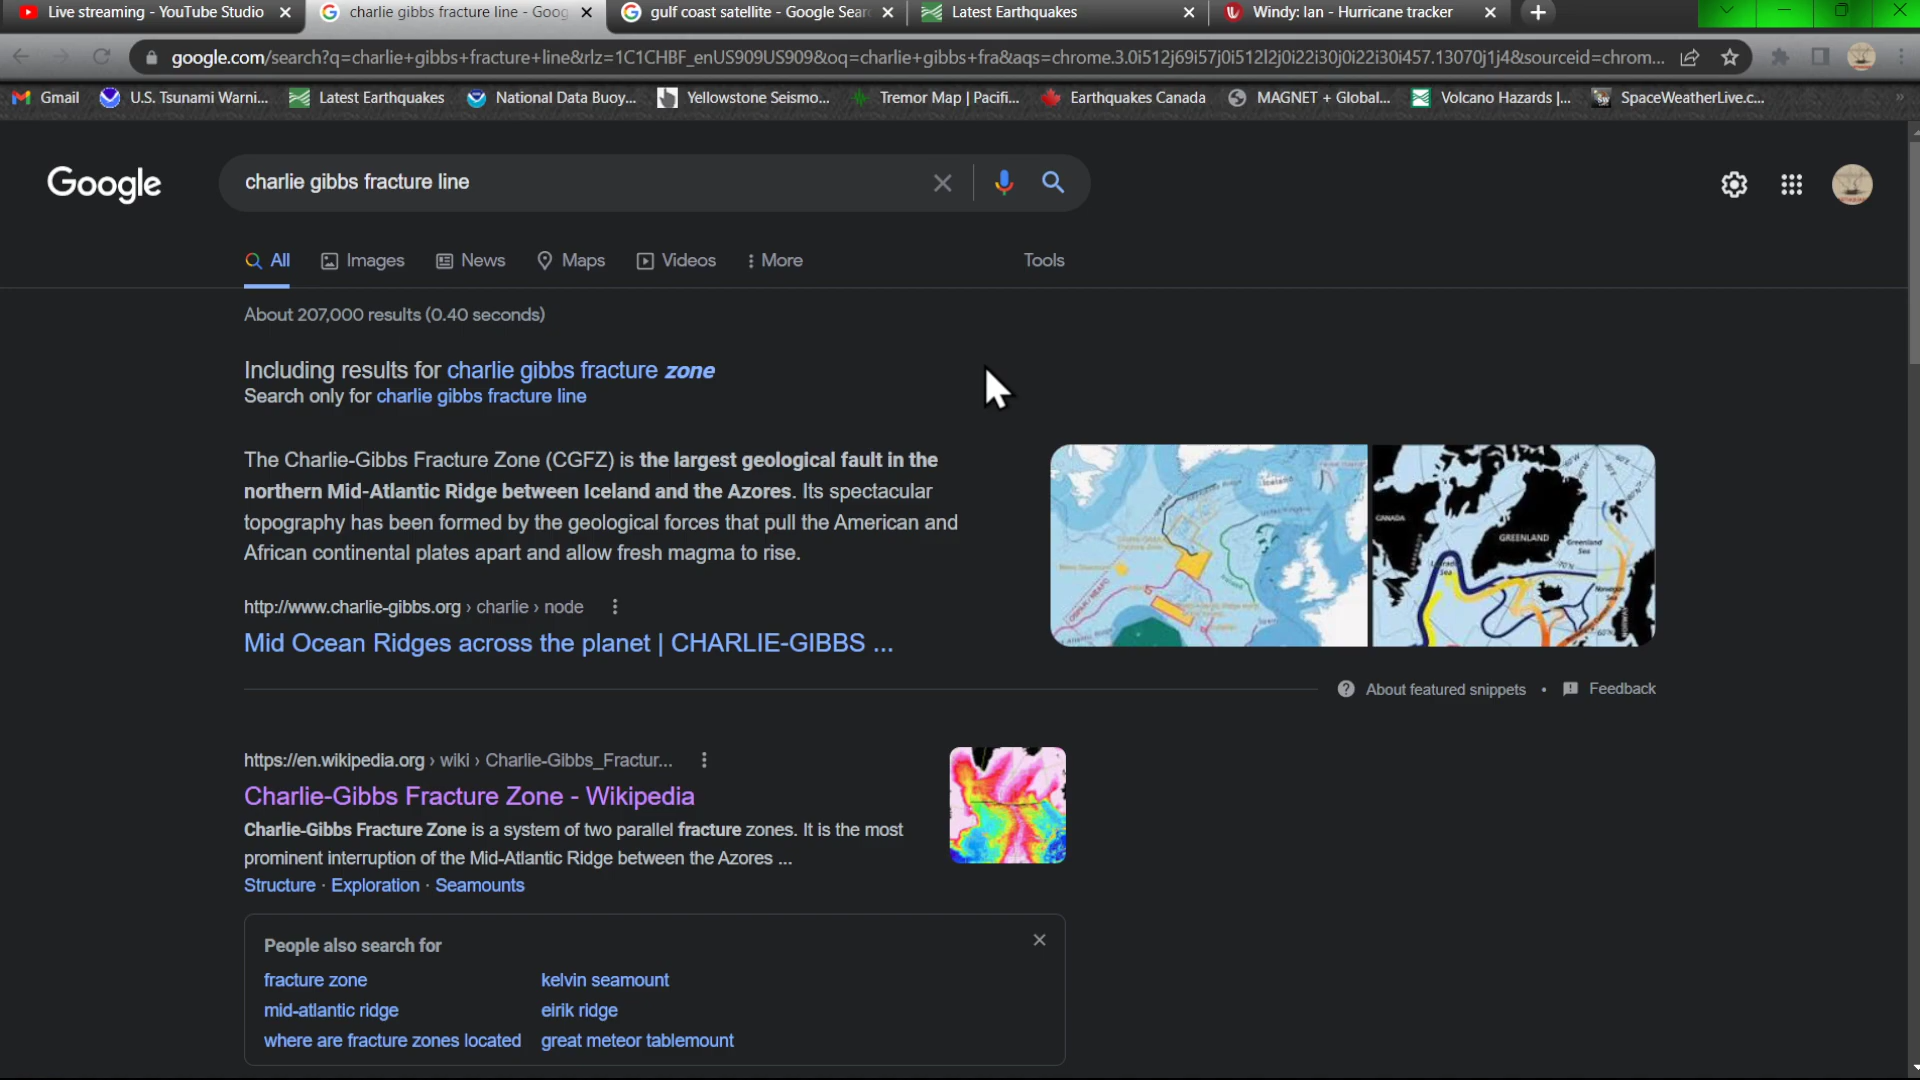 Live streaming - YouTube Studio
charlie gibbs fracture line - Goog
gulf coast satellite - Google Sear
Latest Earthquakes
Windy: Ian - Hurricane tracker
google.com/search?q=charlie+gibbs+fracture+line&rlz=1C1CHBF_enUS909US909&oq=charlie+gibbs+fra&aqs=chrome.3.0i512j69i57j0i512l2j0i22i30j0i22i30i457.13070j1j4&sourceid=chrom...
Gmail
U.S. Tsunami Warni...
Latest Earthquakes
National Data Buoy...
Yellowstone Seismo...
Tremor Map | Pacifi...
Earthquakes Canada
MAGNET + Global...
Volcano Hazards |...
SpaceWeatherLive.c...
Google
charlie gibbs fracture line
All
Images
News
Maps
Videos
More
Tools
About 207,000 results (0.40 seconds)
Including results for charlie gibbs fracture zone
Search only for charlie gibbs fracture line
The Charlie-Gibbs Fracture Zone (CGFZ) is the largest geological fault in the
northern Mid-Atlantic Ridge between Iceland and the Azores. Its spectacular
topography has been formed by the geological forces that pull the American and
African continental plates apart and allow fresh magma to rise.
CANADA
GREENLAND
Greenland
Sea
http://www.charlie-gibbs.org › charlie › node
Mid Ocean Ridges across the planet | CHARLIE-GIBBS ...
About featured snippets
•
Feedback
https://en.wikipedia.org › wiki › Charlie-Gibbs_Fractur...
Charlie-Gibbs Fracture Zone - Wikipedia
Charlie-Gibbs Fracture Zone is a system of two parallel fracture zones. It is the most
prominent interruption of the Mid-Atlantic Ridge between the Azores ...
Structure · Exploration · Seamounts
People also search for
fracture zone
kelvin seamount
mid-atlantic ridge
eirik ridge
where are fracture zones located
great meteor tablemount